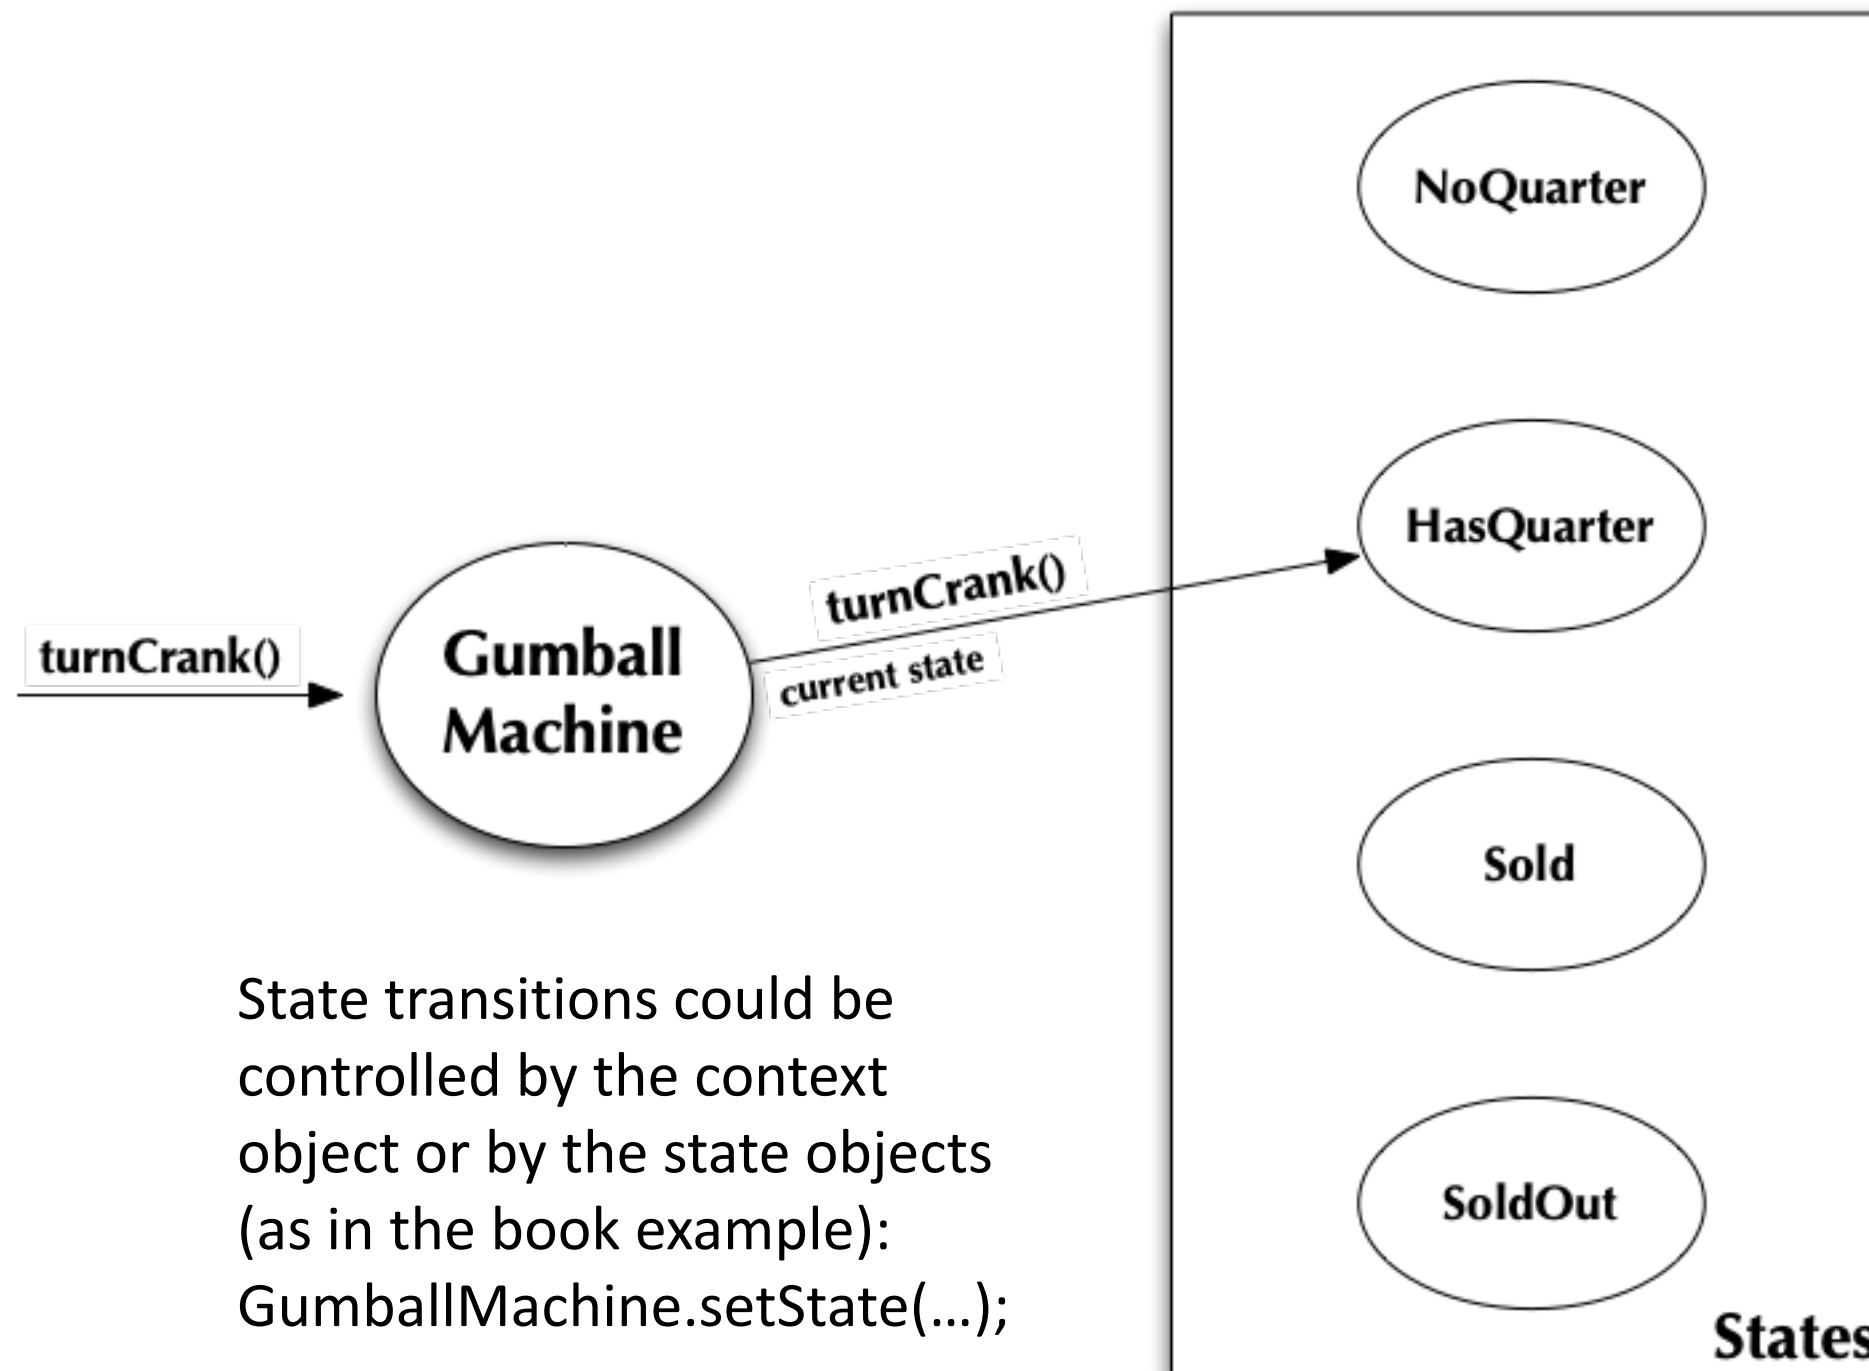 NoQuarter
HasQuarter
turnCrank()
current state
turnCrank()
Gumball
Machine
Sold
State transitions could be
controlled by the context
object or by the state objects
(as in the book example):
GumballMachine.setState(...);
SoldOut
States